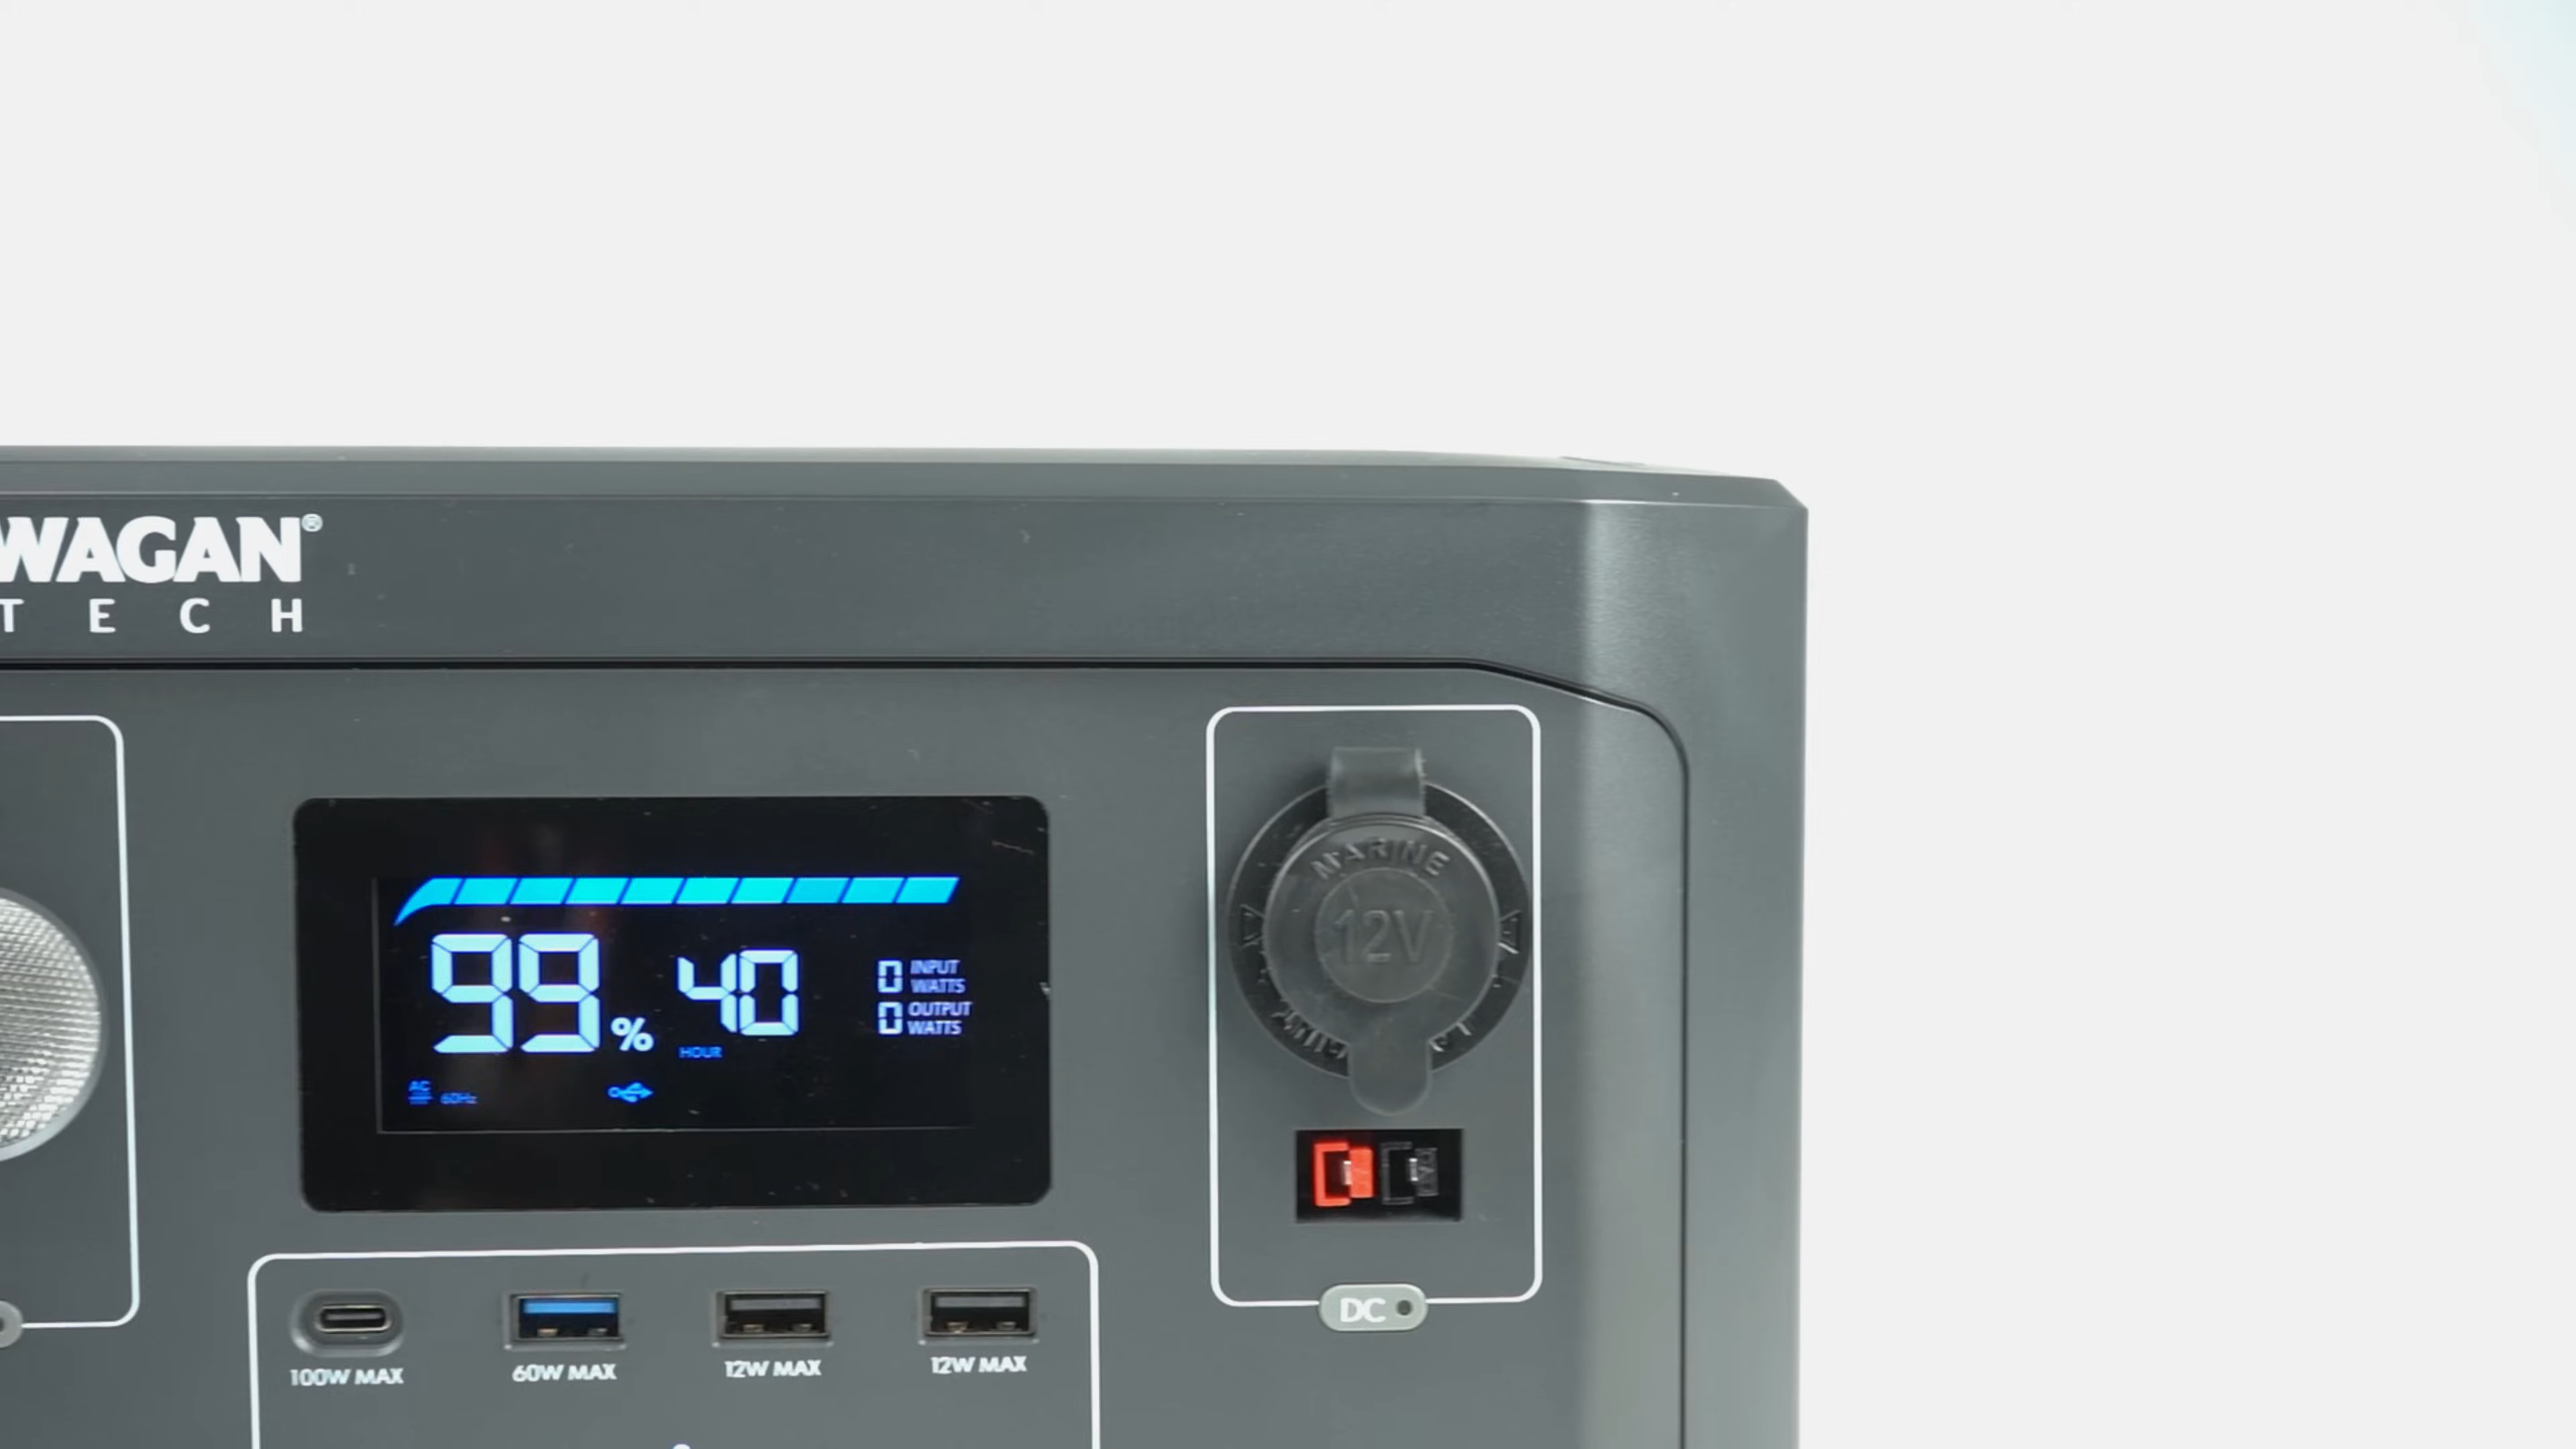 WAGAN®
TECH
MARINE
12V
99% 40
HOUR
0 INPUT WATTS
0 OUTPUT WATTS
AC
60Hz
100W MAX
60W MAX
12W MAX
12W MAX
DC